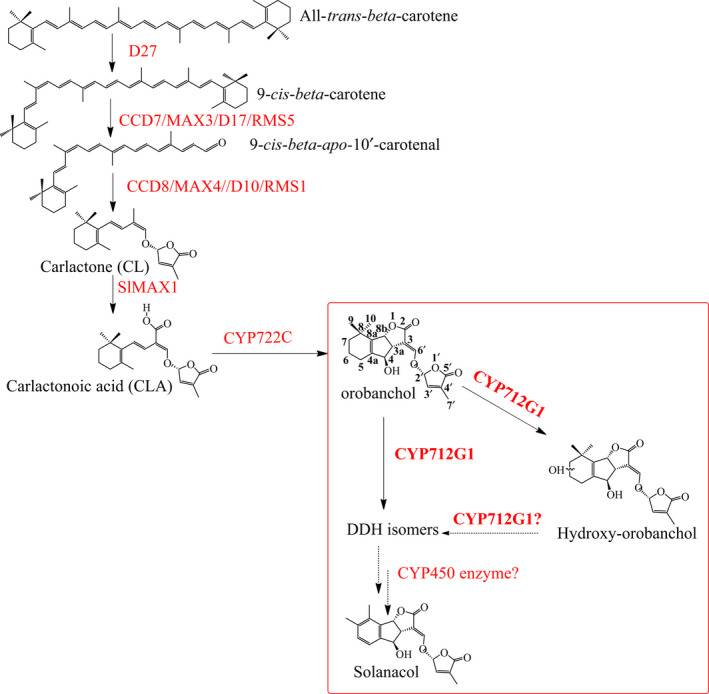 All-trans-beta-carotene
D27
9-cis-beta-carotene
CCD7/MAX3/D17/RMS5
9-cis-beta-apo-10′-carotenal
O
CCD8/MAX4//D10/RMS1
O
O
O
Carlactone (CL)
SlMAX1
H
O
O
O
O
O
CYP722C
Carlactonoic acid (CLA)
9
10
1
2
8
8b
O
O
8a
3
1′
7
3a
6′
O
5′
6
4a
4
O
O
5
OH
2′
4′
3′
orobanchol
7′
CYP712G1
CYP712G1
O
O
OH
O
O
O
OH
CYP712G1?
DDH isomers
Hydroxy-orobanchol
CYP450 enzyme?
O
O
O
O
O
OH
Solanacol